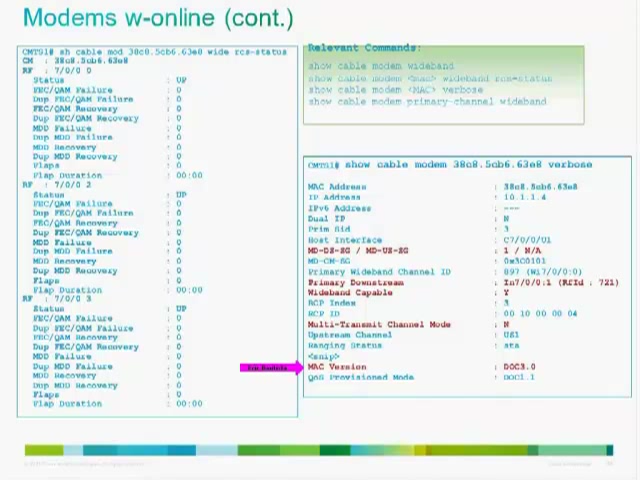 Modems w-online (cont.)
CMTS1# sh cable mod 38c8.5cb6.63e8 wide rcs-status
CM : 38c8.5cb6.63e8
RF : 7/0/0 0
Status : UP
FEC/QAM Failure : 0
Dup FEC/QAM Failure : 0
FEC/QAM Recovery : 0
Dup FEC/QAM Recovery : 0
MDD Failure : 0
Dup MDD Failure : 0
MDD Recovery : 0
Dup MDD Recovery : 0
Flaps : 0
Flap Duration : 00:00
RF : 7/0/0 2
Status : UP
FEC/QAM Failure : 0
Dup FEC/QAM Failure : 0
FEC/QAM Recovery : 0
Dup FEC/QAM Recovery : 0
MDD Failure : 0
Dup MDD Failure : 0
MDD Recovery : 0
Dup MDD Recovery : 0
Flaps : 0
Flap Duration : 00:00
RF : 7/0/0 3
Status : UP
FEC/QAM Failure : 0
Dup FEC/QAM Failure : 0
FEC/QAM Recovery : 0
Dup FEC/QAM Recovery : 0
MDD Failure : 0
Dup MDD Failure : 0
MDD Recovery : 0
Dup MDD Recovery : 0
Flaps : 0
Flap Duration : 00:00
Relevant Commands:
show cable modem wideband
show cable modem <mac> wideband rcs-status
show cable modem <MAC> verbose
show cable modem primary-channel wideband
CMTS1# show cable modem 38c8.5cb6.63e8 verbose
MAC Address : 38c8.5cb6.63e8
IP Address : 10.1.1.4
IPv6 Address : ---
Dual IP : N
Prim Sid : 3
Host Interface : C7/0/0/U1
MD-DS-SG / MD-US-SG : 1 / N/A
MD-CM-SG : 0x3C0101
Primary Wideband Channel ID : 897 (Wi7/0/0:0)
Primary Downstream : In7/0/0:1 (RfId : 721)
Wideband Capable : Y
RCP Index : 3
RCP ID : 00 10 00 00 04
Multi-Transmit Channel Mode : N
Upstream Channel : US1
Ranging Status : sta
<snip>
MAC Version : DOC3.0
QoS Provisioned Mode : DOC1.1